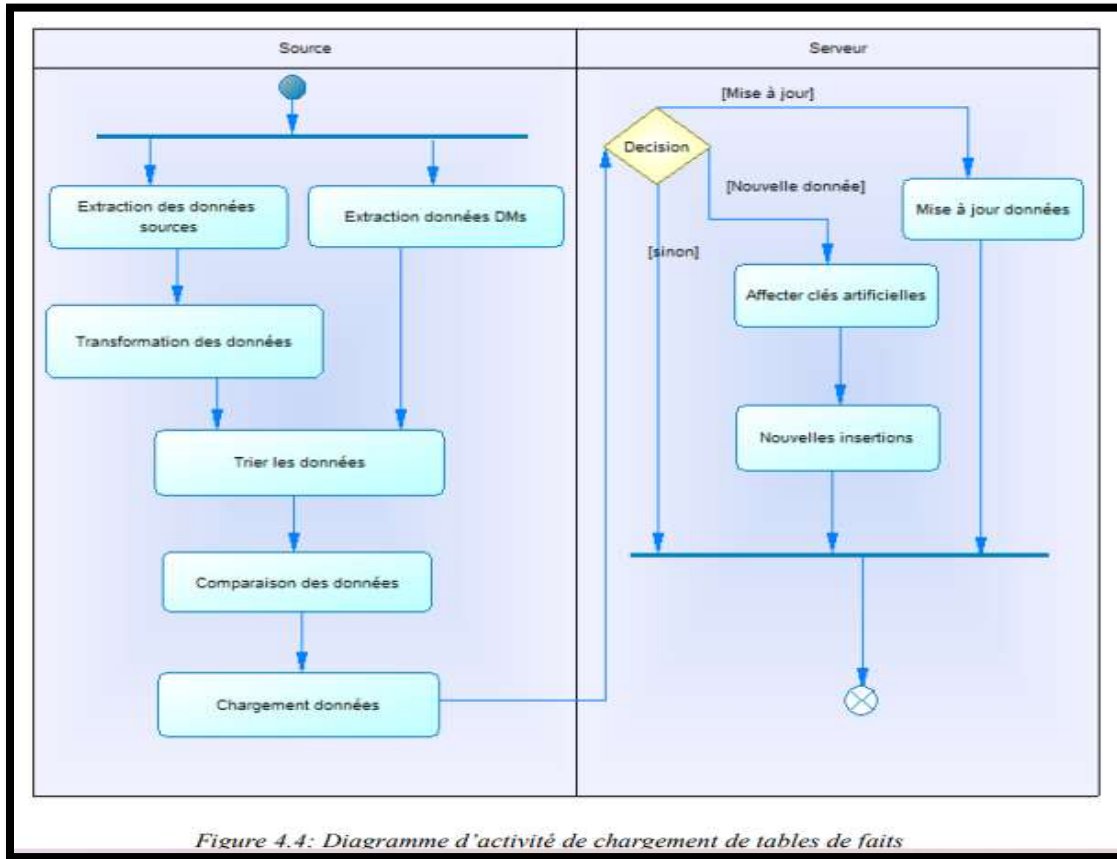 Source
Serveur
Extraction des données
sources
Extraction données DMs
Transformation des données
Trier les données
Comparaison des données
Chargement données
Decision
[Mise à jour]
[Nouvelle donnée]
[sinon]
Mise à jour données
Affecter clés artificielles
Nouvelles insertions
Figure 4.4: Diagramme d'activité de chargement de tables de faits